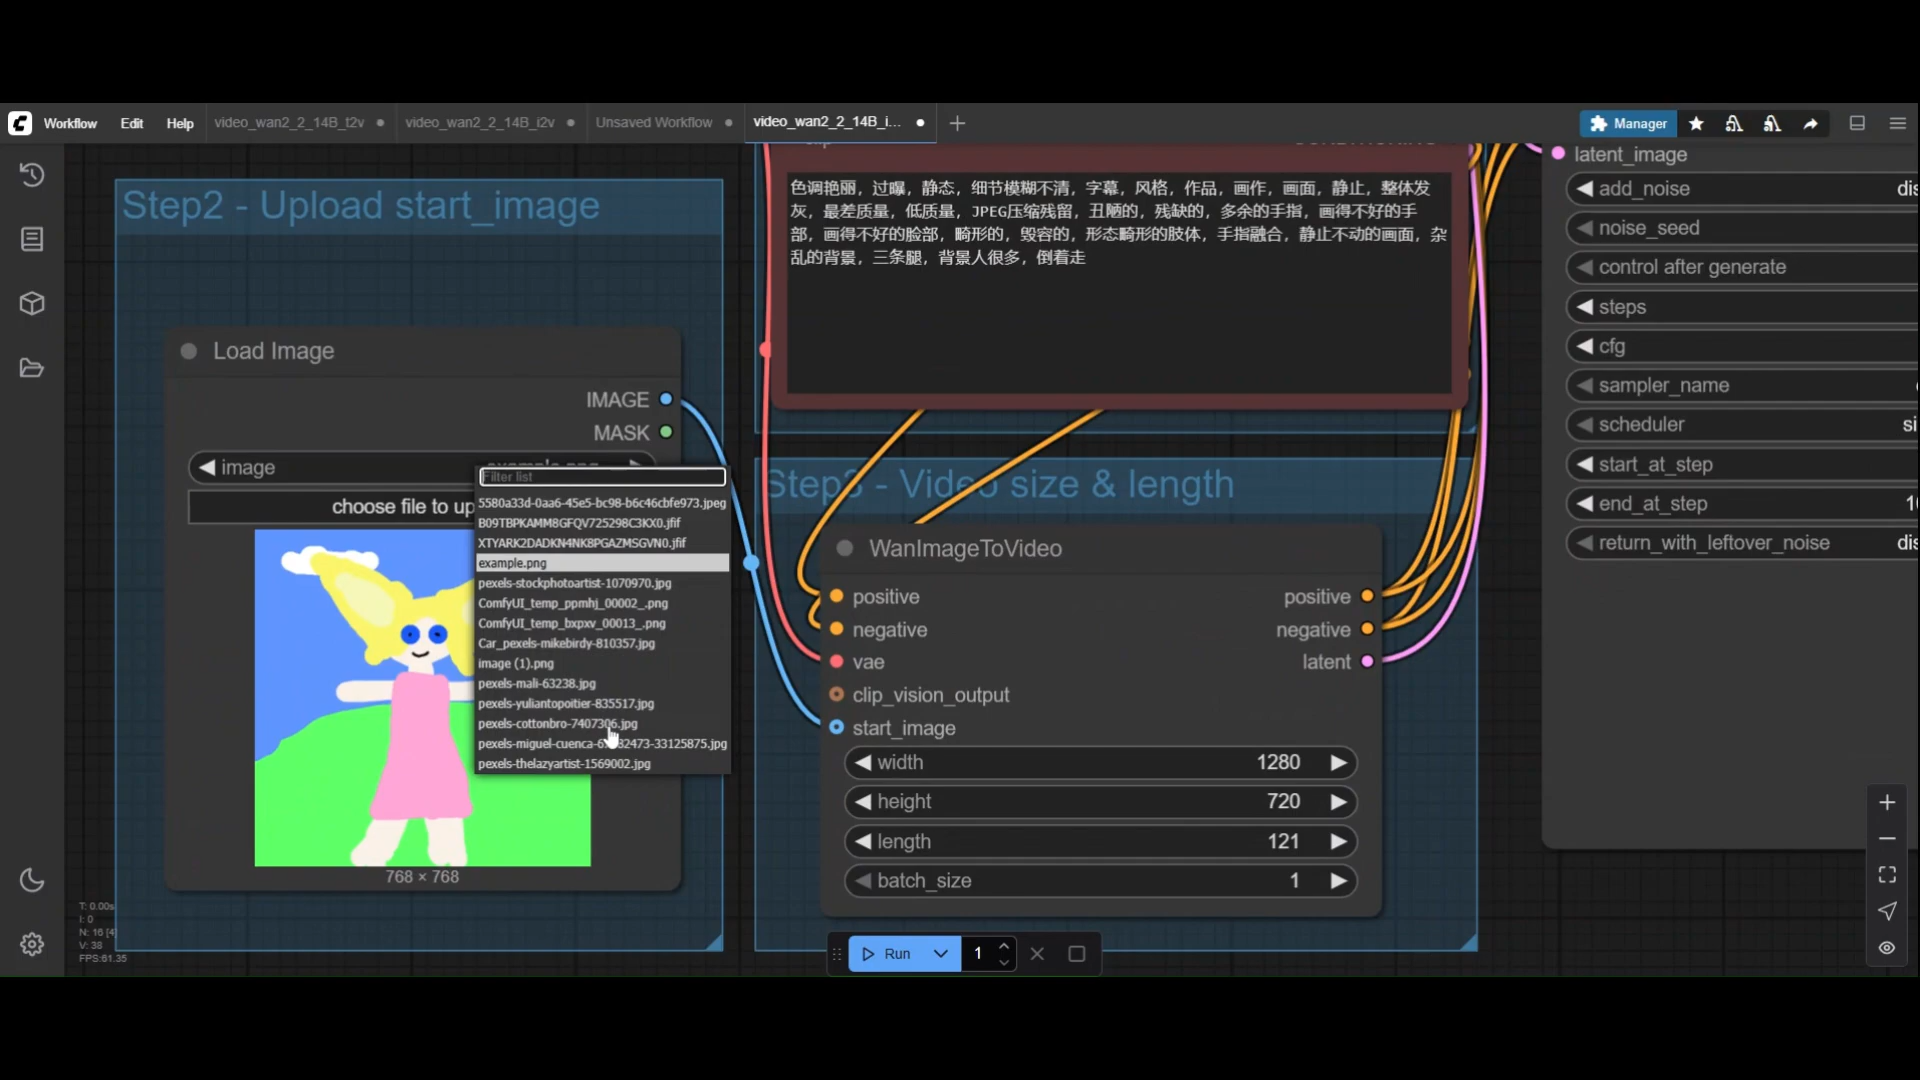 Workflow
Edit
Help
video_wan2_2_14B_t2v
video_wan2_2_14B_i2v
Unsaved Workflow
video_wan2_2_14B_i...
Manager
Step2 - Upload start_image
Load Image
IMAGE
MASK
image
choose file to up
Filter list
5580a33d-0aa6-45e5-bc98-b6c46cbfe973.jpeg
B09TBPKAMM8GFQV725298C3KX0.jfif
XTYARK2DADKN4NK8PGAZMSGVN0.jfif
example.png
pexels-stockphotoartist-1070970.jpg
ComfyUI_temp_ppmhj_00002_.png
ComfyUI_temp_bxpxv_00013_.png
Car_pexels-mikebirdy-810357.jpg
image (1).png
pexels-mali-63238.jpg
pexels-yuliantopoitier-835517.jpg
pexels-cottonbro-7407306.jpg
pexels-thelazyartist-1569002.jpg
768 × 768
T: 0.00s
I: 0
N: 16 [4
V: 38
FPS:61.35
色调艳丽，过曝，静态，细节模糊不清，字幕，风格，作品，画作，画面，静止，整体发
灰，最差质量，低质量，JPEG压缩残留，丑陋的，残缺的，多余的手指，画得不好的手
部，画得不好的脸部，畸形的，毁容的，形态畸形的肢体，手指融合，静止不动的画面，杂
乱的背景，三条腿，背景人很多，倒着走
Step3 - Video size & length
WanImageToVideo
positive
negative
vae
clip_vision_output
start_image
positive
negative
latent
width 1280
height 720
length 121
batch_size 1
Run
1
latent_image
add_noise
noise_seed
control after generate
steps
cfg
sampler_name
scheduler
start_at_step
end_at_step
return_with_leftover_noise